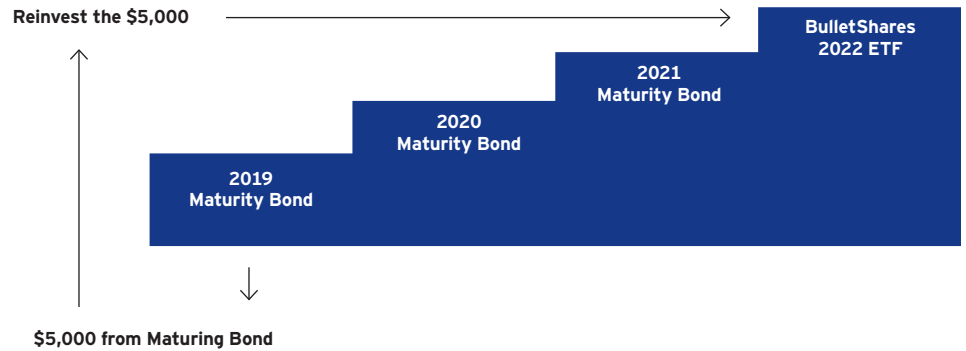 Reinvest the $5,000
BulletShares
2022 ETF
2021
Maturity Bond
2020
Maturity Bond
2019
Maturity Bond
$5,000 from Maturing Bond